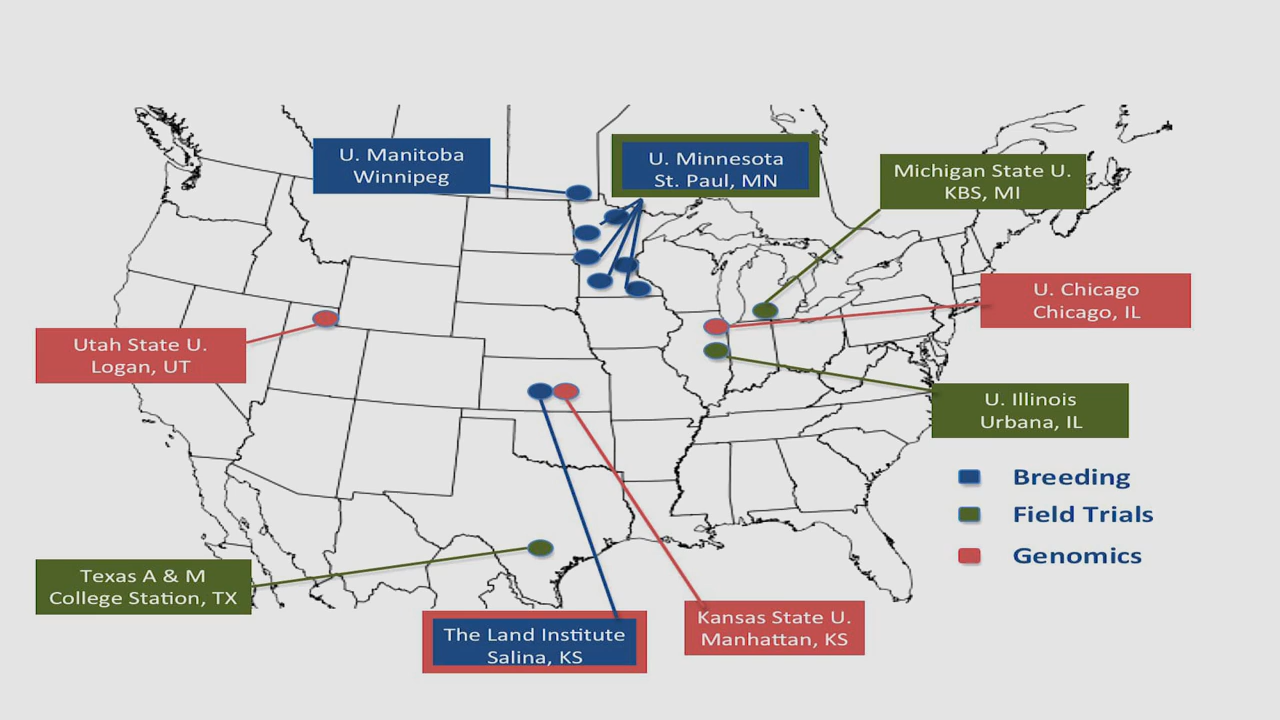 U. Manitoba
Winnipeg
U. Minnesota
St. Paul, MN
Michigan State U.
KBS, MI
U. Chicago
Chicago, IL
Utah State U.
Logan, UT
U. Illinois
Urbana, IL
Breeding
Field Trials
Genomics
Texas A & M
College Station, TX
The Land Institute
Salina, KS
Kansas State U.
Manhattan, KS